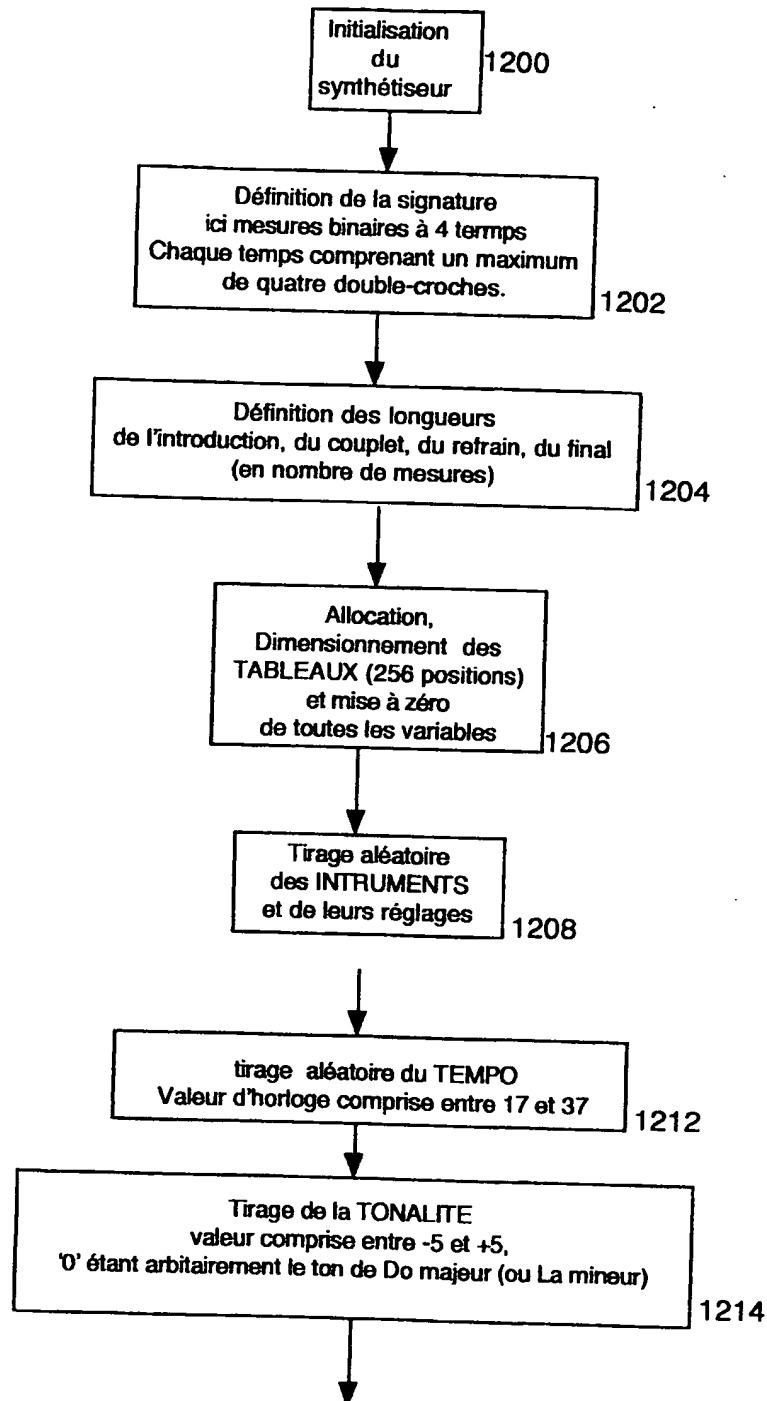 Initialisation
du
synthétiseur
1200
Définition de la signature
ici mesures binaires à 4 termps
Chaque temps comprenant un maximum
de quatre double-croches.
1202
Définition des longueurs
de l'introduction, du couplet, du refrain, du final
(en nombre de mesures)
1204
Allocation,
Dimensionnement des
TABLEAUX (256 positions)
et mise à zéro
de toutes les variables
1206
Tirage aléatoire
des INTRUMENTS
et de leurs réglages
1208
tirage aléatoire du TEMPO
Valeur d'horloge comprise entre 17 et 37
1212
Tirage de la TONALITE
valeur comprise entre -5 et +5,
'0' étant arbitairement le ton de Do majeur (ou La mineur)
1214